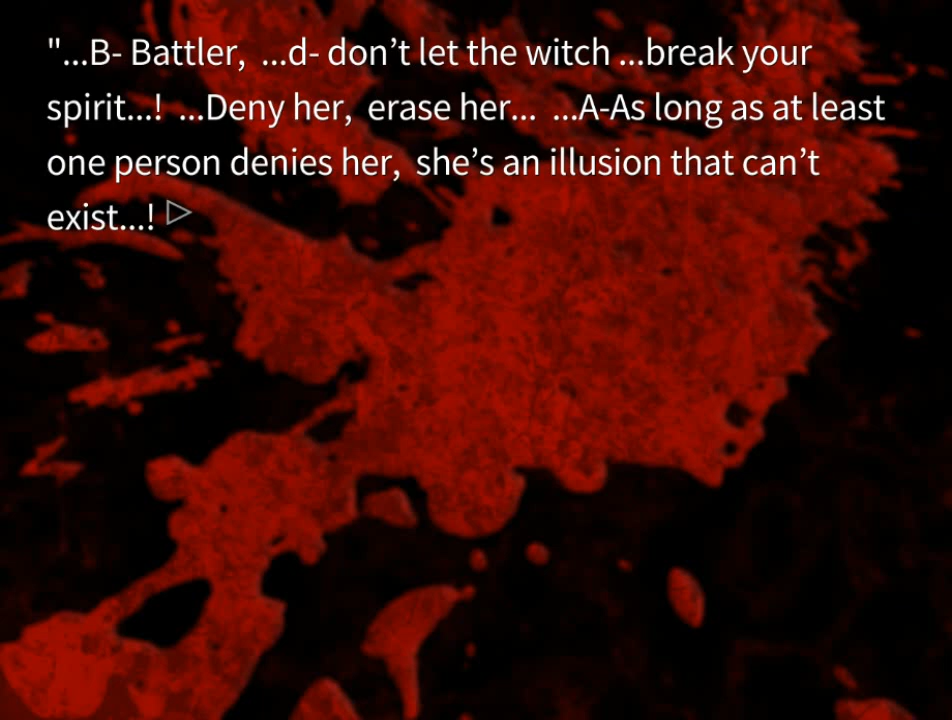 "...B- Battler,  ...d- don’t let the witch ...break your
spirit...!  ...Deny her,  erase her...  ...A-As long as at least
one person denies her,  she’s an illusion that can’t
exist...!